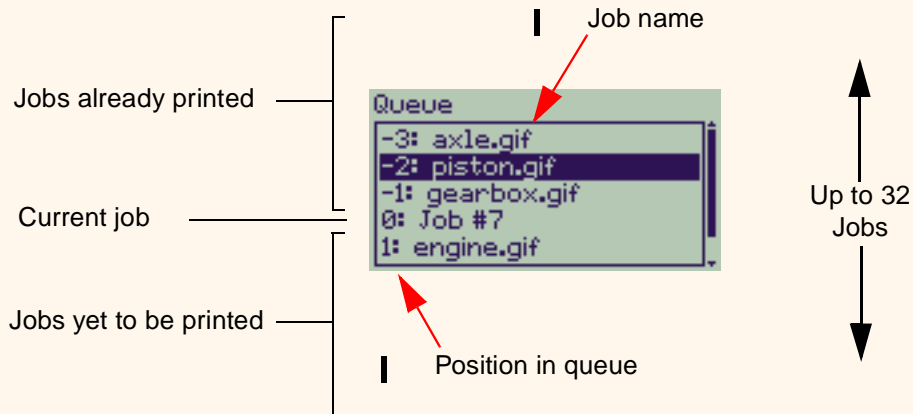 Job name
Jobs already printed
Queue
-3: axle.gif
-2: piston.gif
-1: gearbox.gif
Current job
0: Job #7
1: engine.gif
Up to 32
Jobs
Jobs yet to be printed
Position in queue